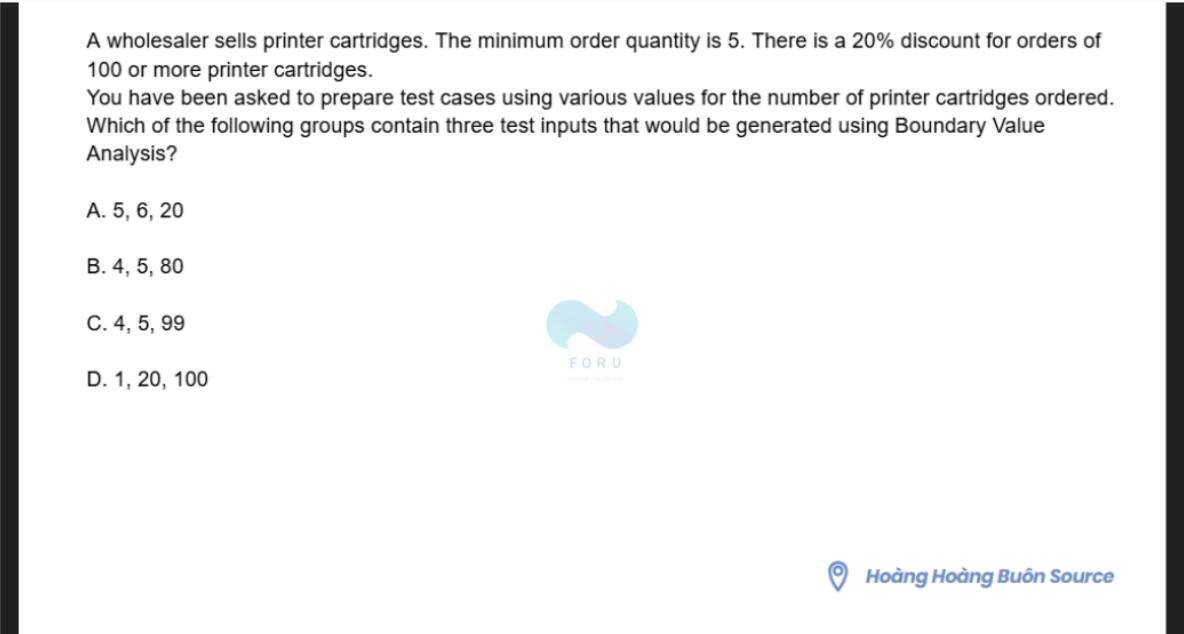 A wholesaler sells printer cartridges. The minimum order quantity is 5. There is a 20% discount for orders of
100 or more printer cartridges.
You have been asked to prepare test cases using various values for the number of printer cartridges ordered.
Which of the following groups contain three test inputs that would be generated using Boundary Value
Analysis?
A. 5, 6, 20
B. 4, 5, 80
C. 4, 5, 99
FORU
D. 1, 20, 100
Hoàng Hoàng Buôn Source